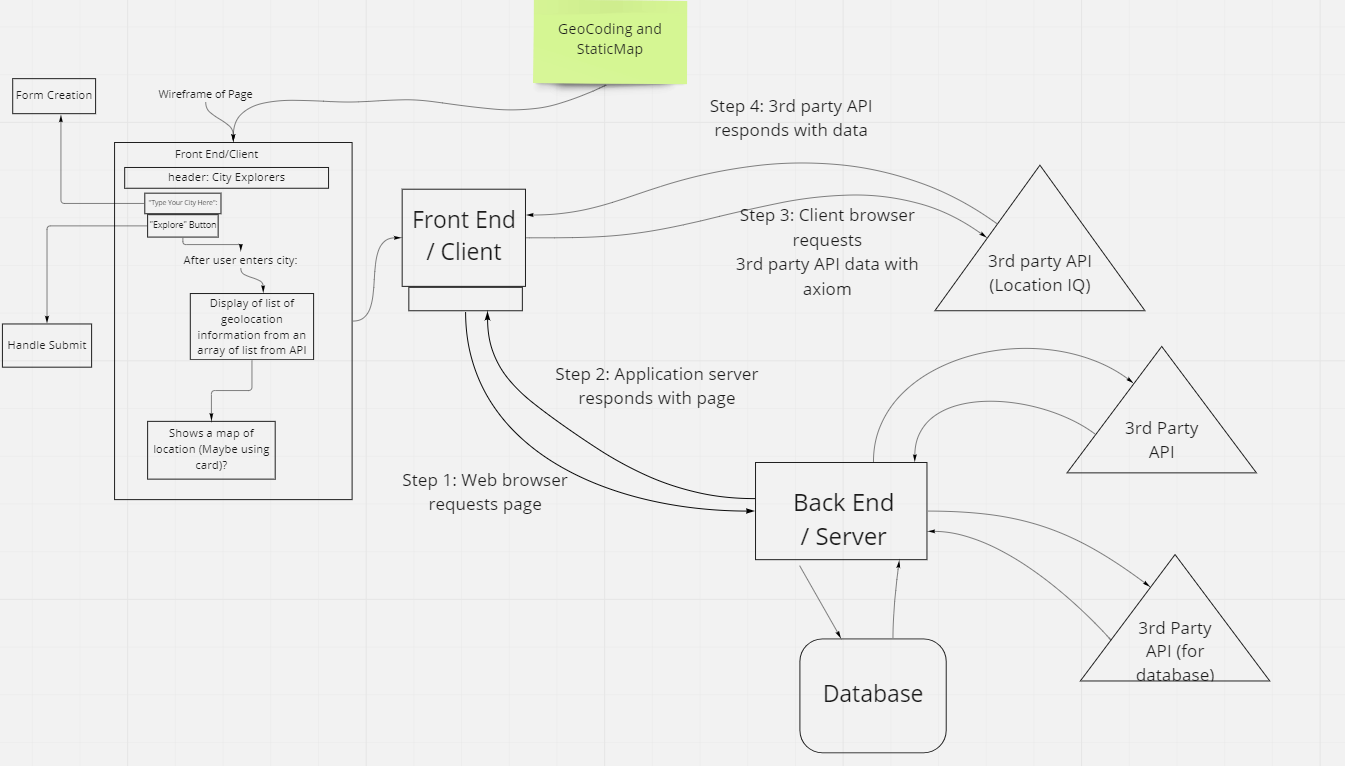 GeoCoding and
StaticMap
Form Creation
Wireframe of Page
Front End/Client
header: City Explorers
"Type Your City Here":
"Explore" Button
After user enters city:
Display of list of
geolocation
information from an
array of list from API
Handle Submit
Shows a map of
location (Maybe using
card)?
Front End
/ Client
Step 4: 3rd party API
responds with data
Step 3: Client browser
requests
3rd party API data with
axiom
3rd party API
(Location IQ)
Step 2: Application server
responds with page
Step 1: Web browser
requests page
3rd Party
API
Back End
/ Server
3rd Party
API (for
database)
Database